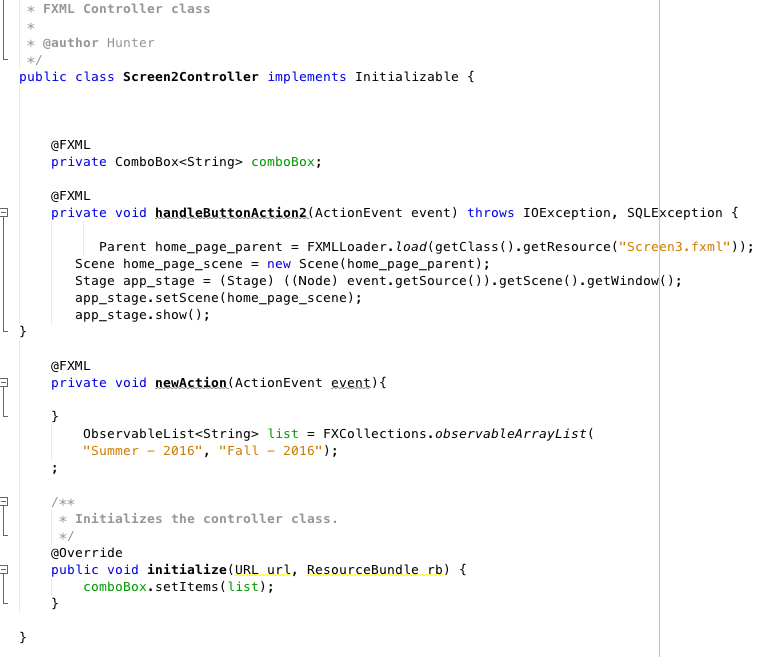 * FXML Controller class
*
* @author Hunter
*/
public class Screen2Controller implements Initializable {
@FXML
private ComboBox<String> comboBox;
@FXML
private void handleButtonAction2(ActionEvent event) throws IOException, SQLException {
Parent home_page_parent = FXMLLoader.load(getClass().getResource("Screen3.fxml"));
Scene home_page_scene = new Scene(home_page_parent);
Stage app_stage = (Stage) ((Node) event.getSource()).getScene().getWindow();
app_stage.setScene(home_page_scene);
app_stage.show();
}
@FXML
private void newAction(ActionEvent event){
}
ObservableList<String> list = FXCollections.observableArrayList(
"Summer - 2016", "Fall - 2016");
;
/**
* Initializes the controller class.
*/
@Override
public void initialize(URL url, ResourceBundle rb) {
comboBox.setItems(list);
}
}